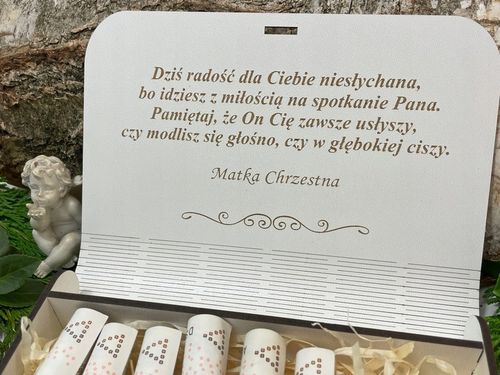 Dziś radość dla Ciebie niesłychana,
bo idziesz z miłością na spotkanie Pana.
Pamiętaj, że On Cię zawsze usłyszy,
czy modlisz się głośno, czy w głębokiej ciszy.
Matka Chrzestna